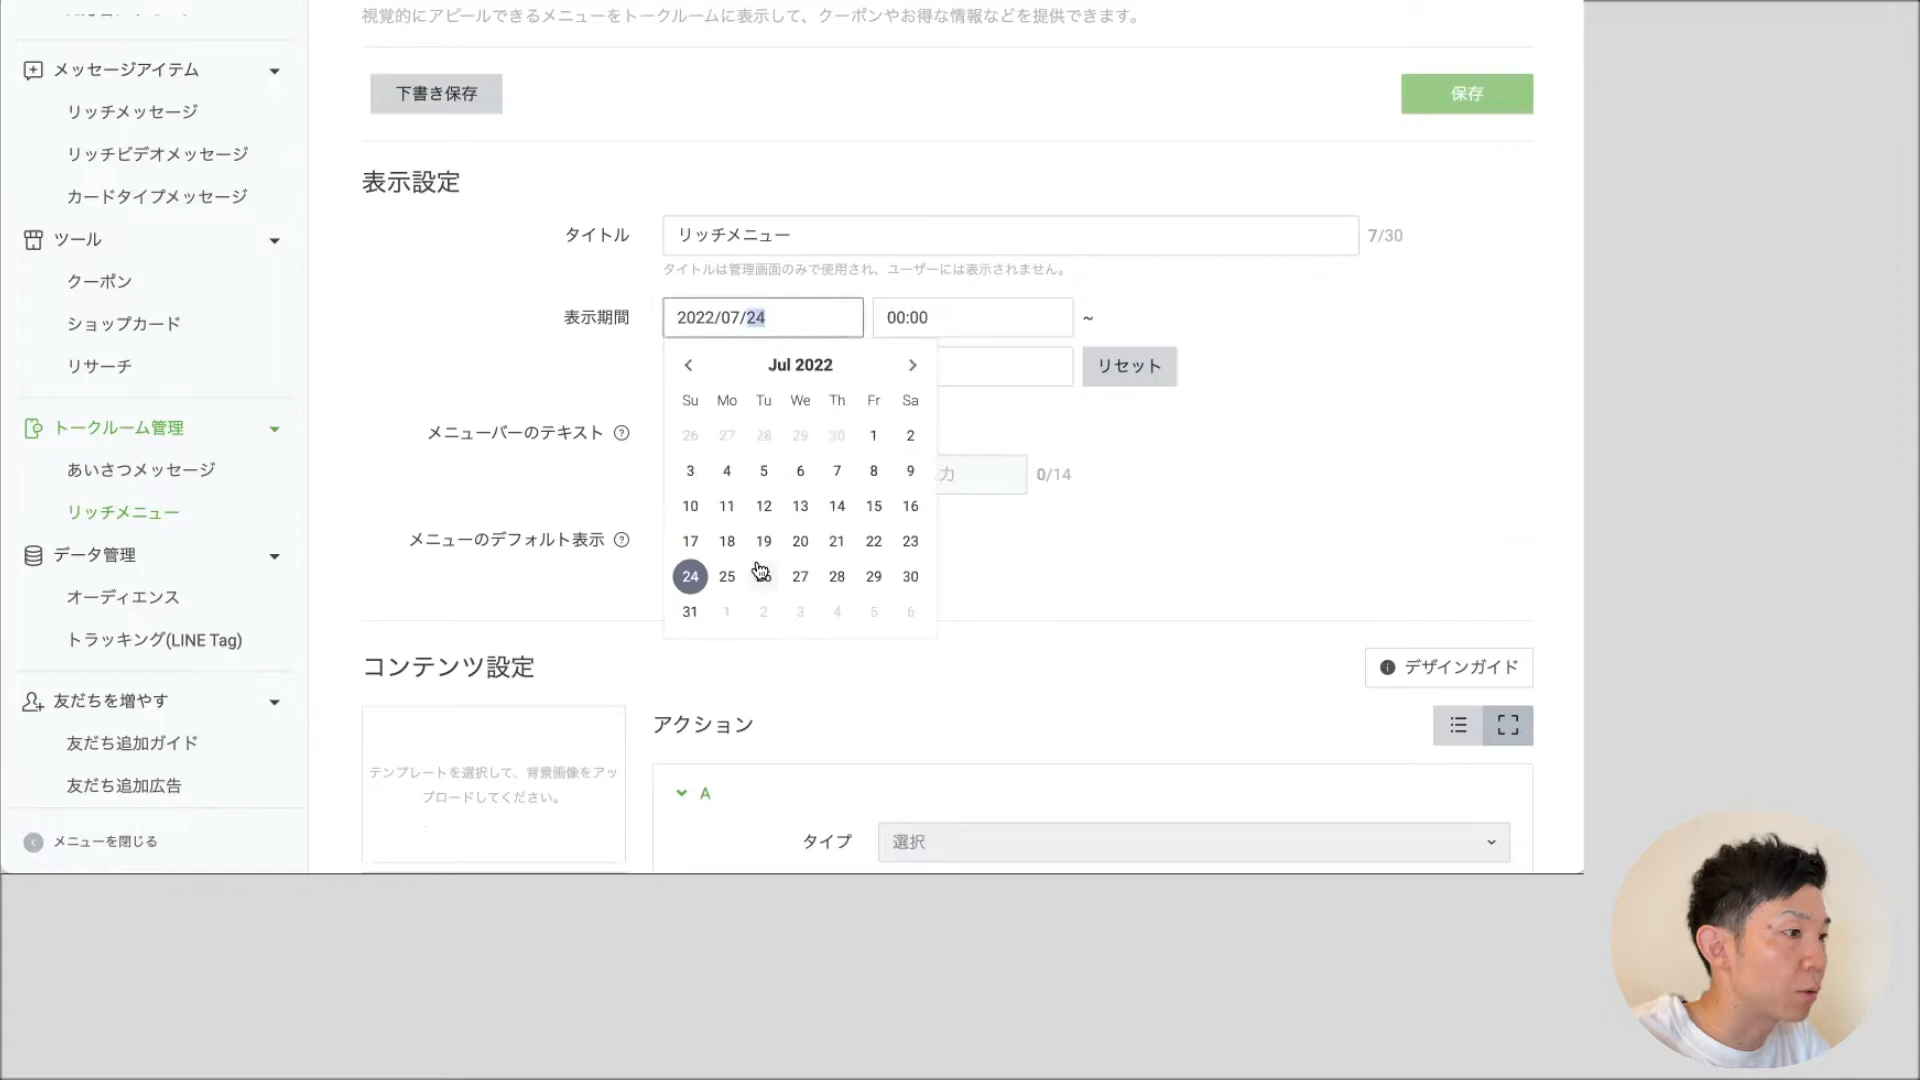 視覚的にアピールできるメニューをトークルームに表示して、クーポンやお得な情報などを提供できます。
メッセージアイテム
リッチメッセージ
リッチビデオメッセージ
カードタイプメッセージ
ツール
クーポン
ショップカード
リサーチ
トークルーム管理
あいさつメッセージ
リッチメニュー
データ管理
オーディエンス
トラッキング(LINE Tag)
友だちを増やす
友だち追加ガイド
友だち追加広告
メニューを閉じる
下書き保存
保存
表示設定
タイトル
リッチメニュー
7/30
タイトルは管理画面のみで使用され、ユーザーには表示されません。
表示期間
2022/07/24
00:00
~
リセット
Jul 2022
Su Mo Tu We Th Fr Sa
26 27 28 29 30 1 2
3 4 5 6 7 8 9
10 11 12 13 14 15 16
17 18 19 20 21 22 23
24 25 26 27 28 29 30
31 1 2 3 4 5 6
メニューバーのテキスト
力
0/14
メニューのデフォルト表示
コンテンツ設定
デザインガイド
テンプレートを選択して、背景画像をアッ
プロードしてください。
アクション
A
タイプ
選択